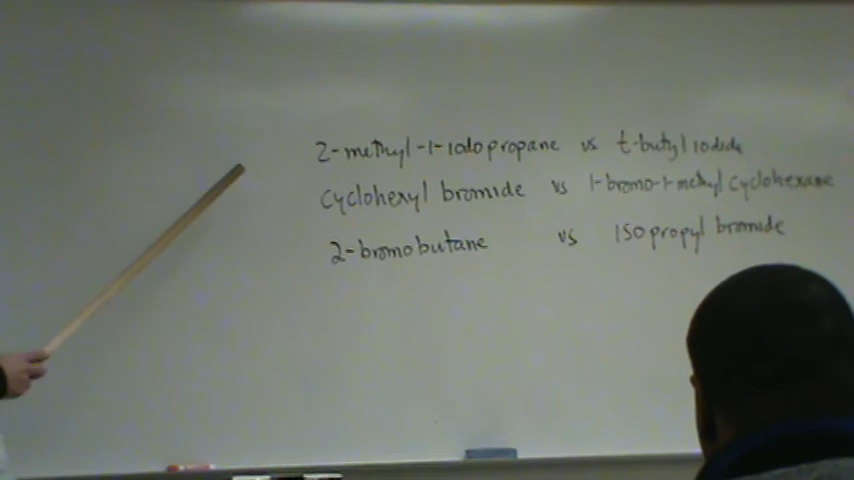 2-methyl-1-iodopropane vs t-butyl iodide
cyclohexyl bromide vs 1-bromo-1-methyl cyclohexane
2-bromobutane vs isopropyl bromide